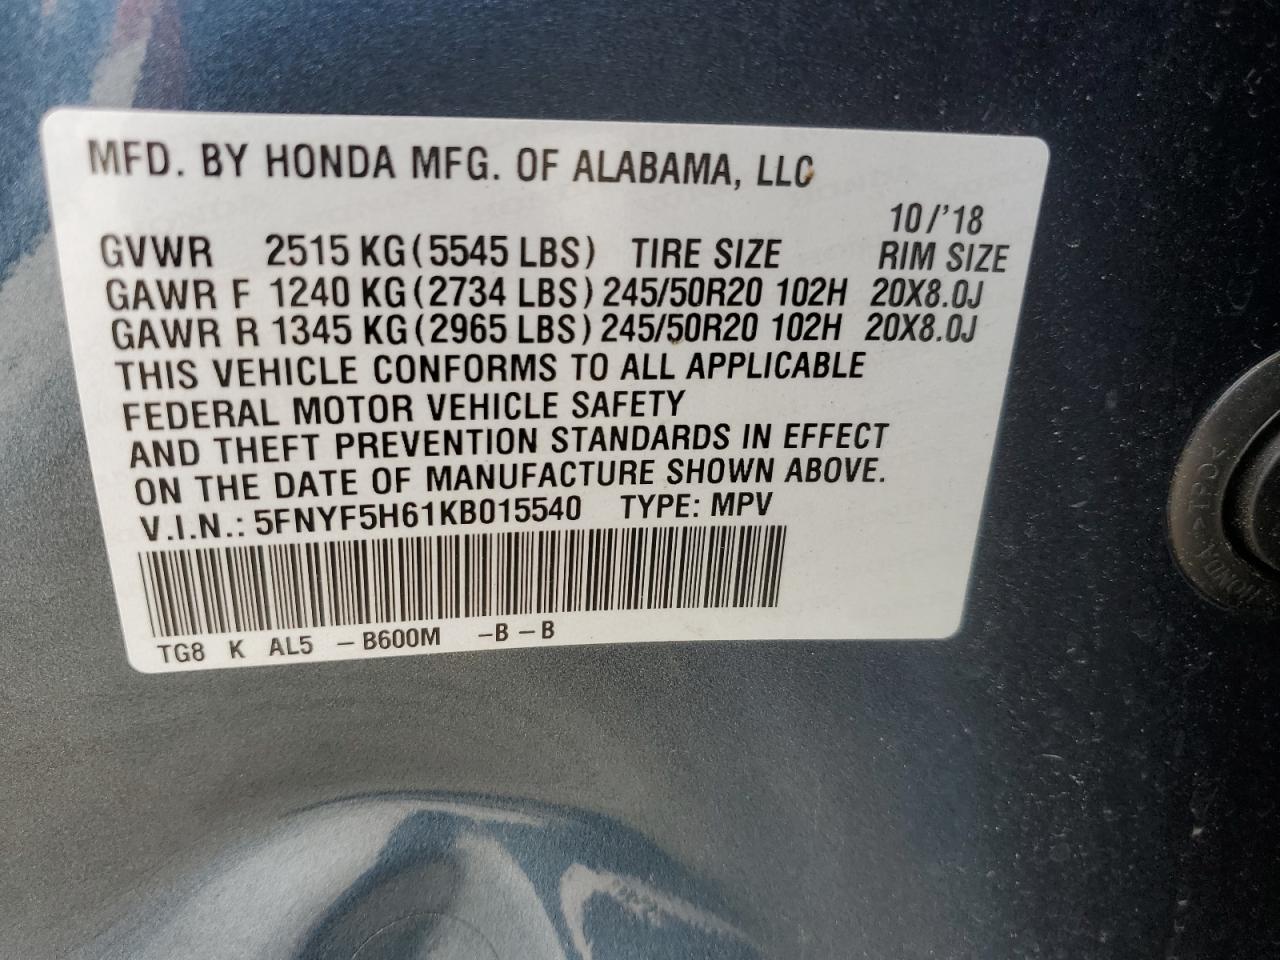 MFD. BY HONDA MFG. OF ALABAMA, LLC
10/'18
GVWR 2515 KG (5545 LBS) TIRE SIZE RIM SIZE
GAWR F 1240 KG (2734 LBS) 245/50R20 102H 20X8.0J
GAWR R 1345 KG (2965 LBS) 245/50R20 102H 20X8.0J
THIS VEHICLE CONFORMS TO ALL APPLICABLE
FEDERAL MOTOR VEHICLE SAFETY
AND THEFT PREVENTION STANDARDS IN EFFECT
ON THE DATE OF MANUFACTURE SHOWN ABOVE.
V.I.N.: 5FNYF5H61KB015540 TYPE: MPV
TG8 K AL5 – B600M –B – B
HONDA >TPO<